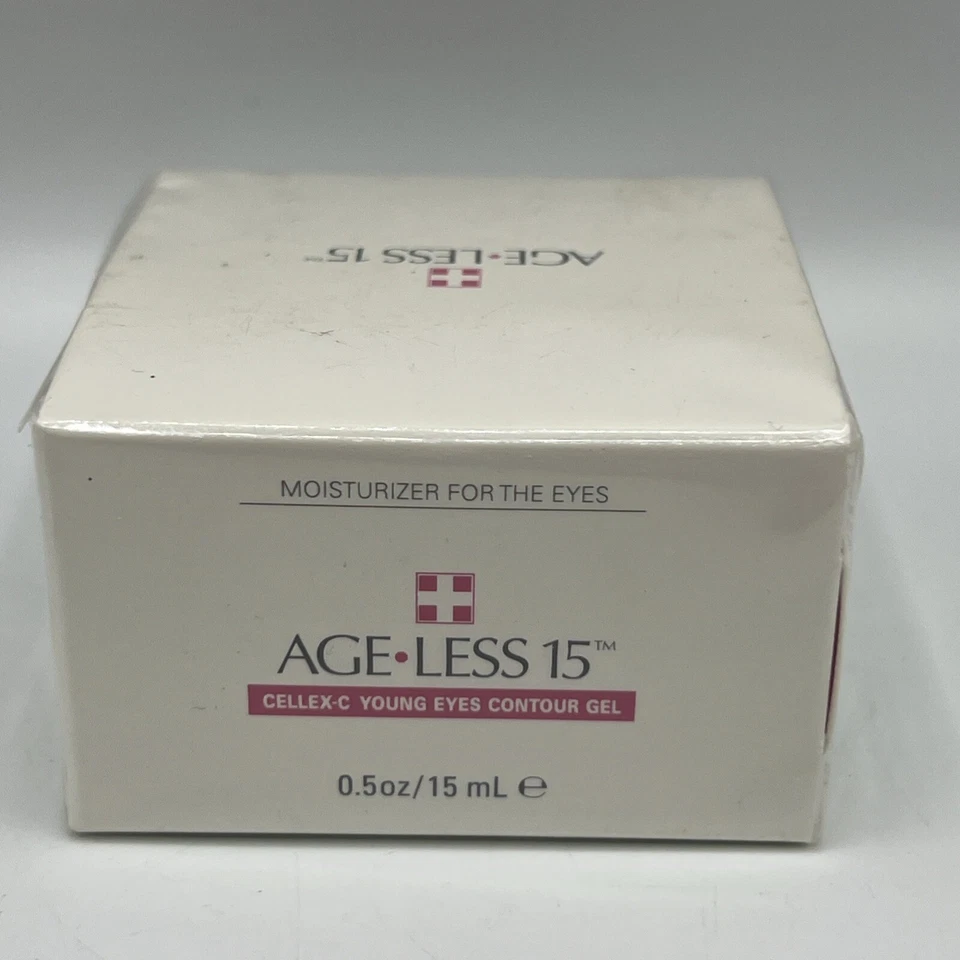 AGE•LESS 15™
MOISTURIZER FOR THE EYES
AGE•LESS 15™
CELLEX-C YOUNG EYES CONTOUR GEL
0.5oz/15 mL ℮